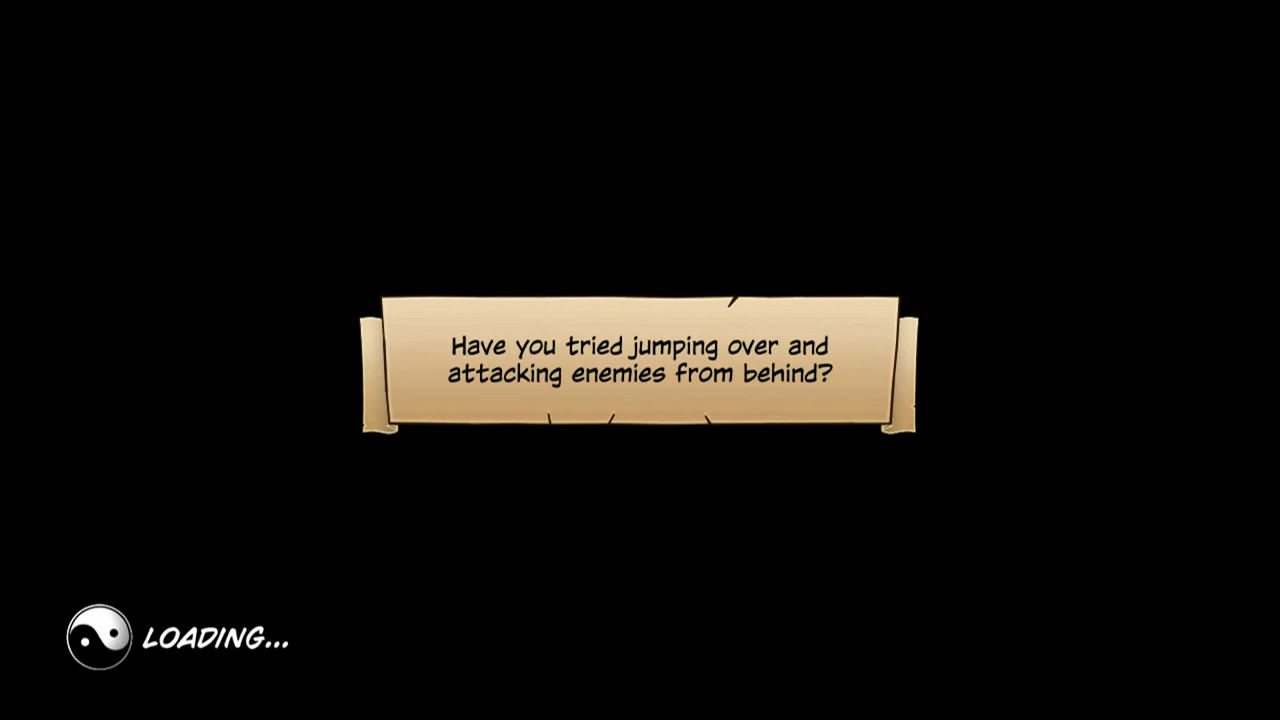 Have you tried jumping over and
attacking enemies from behind?
LOADING...